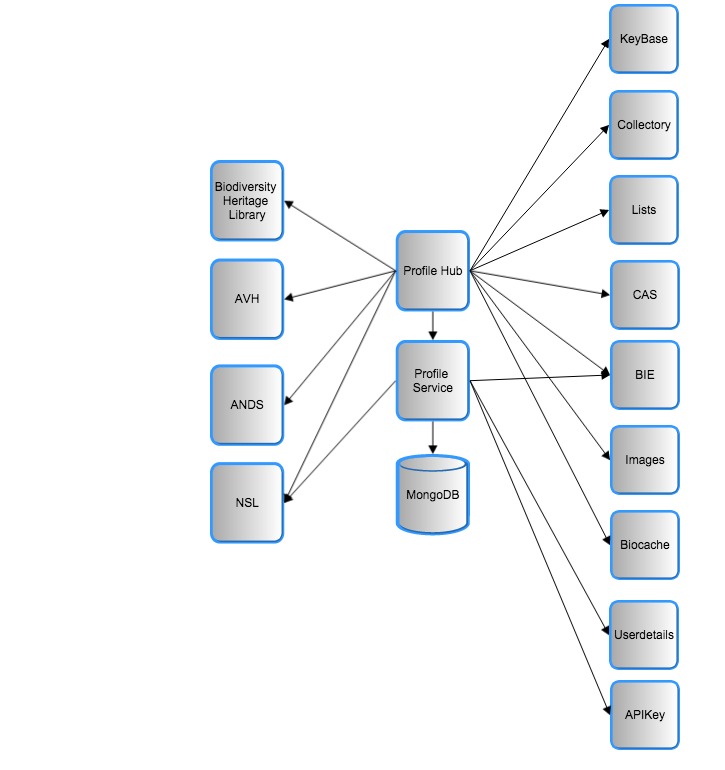 KeyBase
Collectory
Biodiversity
Heritage
Library
Lists
Profile Hub
AVH
CAS
Profile
Service
BIE
ANDS
Images
NSL
MongoDB
Biocache
Userdetails
APIKey